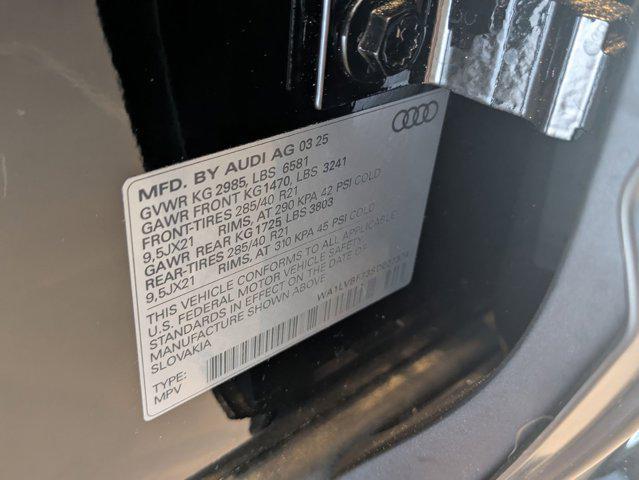 MFD. BY AUDI AG 03 25
GVWR KG 2985, LBS 6581
GAWR FRONT KG1470, LBS 3241
FRONT-TIRES 285/40 R21
9,5JX21 RIMS, AT 290 KPA 42 PSI COLD
GAWR REAR KG 1725 LBS 3803
REAR-TIRES 285/40 R21
9,5JX21 RIMS, AT 310 KPA 45 PSI COLD
THIS VEHICLE CONFORMS TO ALL APPLICABLE
U.S. FEDERAL MOTOR VEHICLE SAFETY
STANDARDS IN EFFECT ON THE DATE OF
MANUFACTURE SHOWN ABOVE
SLOVAKIA
TYPE:
MPV